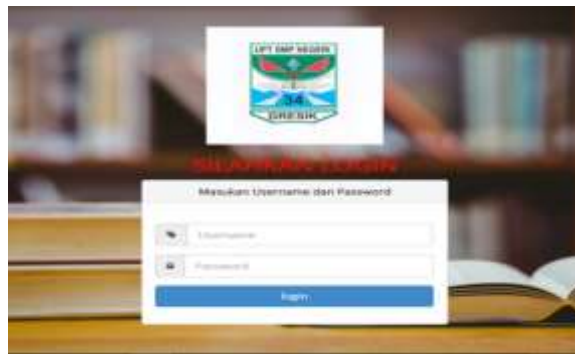 UPT SMP NEGERI
34
GRESIK
SILAHKAN LOGIN
Masukan Username dan Password
Username
Password
login